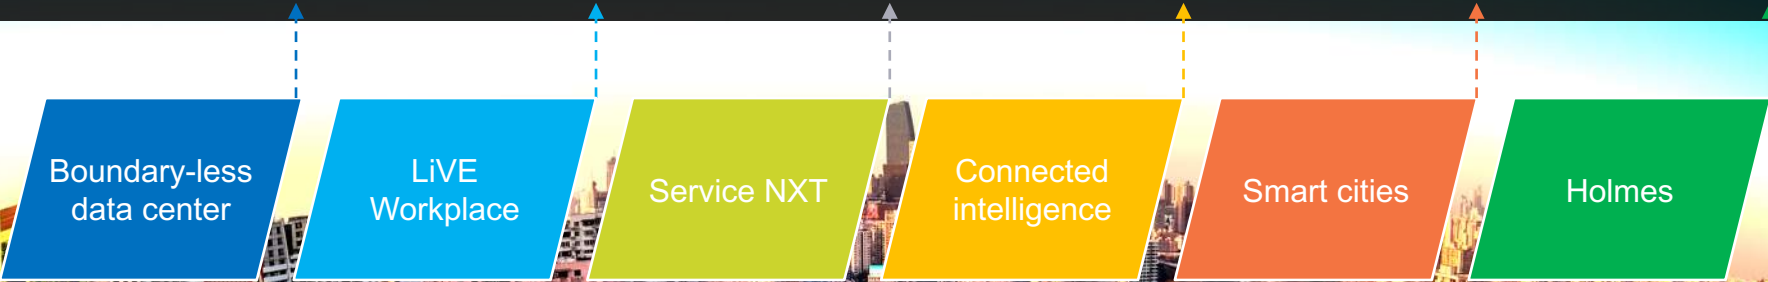 Boundary-less
data center
LiVE
Workplace
Service NXT
Connected
intelligence
Smart cities
Holmes